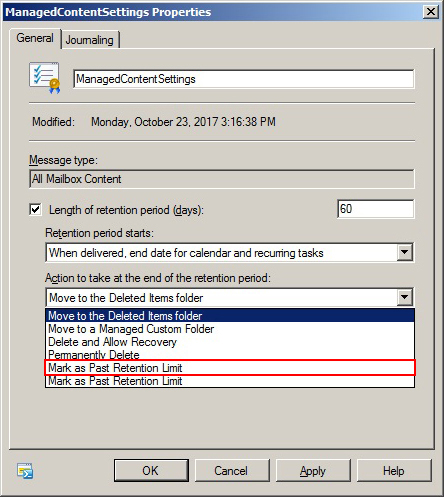 ManagedContentSettings Properties
General
Journaling
ManagedContentSettings
Modified: Monday, October 23, 2017 3:16:38 PM
Message type:
All Mailbox Content
Length of retention period (days): 60
Retention period starts:
When delivered, end date for calendar and recurring tasks
Action to take at the end of the retention period:
Move to the Deleted Items folder
Move to the Deleted Items folder
Move to a Managed Custom Folder
Delete and Allow Recovery
Permanently Delete
Mark as Past Retention Limit
Mark as Past Retention Limit
OK
Cancel
Apply
Help